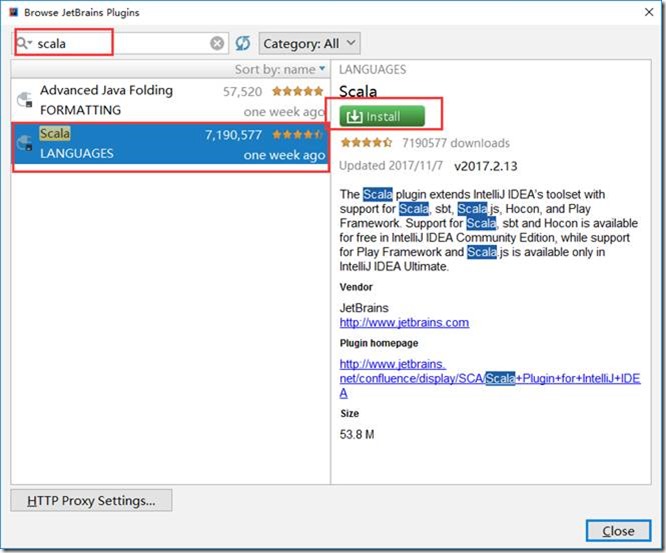 Browse JetBrains Plugins
scala
Category: All
Sort by: name
Advanced Java Folding 57,520
FORMATTING one week ago
Scala 7,190,577
LANGUAGES one week ago
LANGUAGES
Scala
Install
7190577 downloads
Updated 2017/11/7 v2017.2.13
The Scala plugin extends IntelliJ IDEA's toolset with
support for Scala, sbt, Scala.js, Hocon, and Play
Framework. Support for Scala, sbt and Hocon is available
for free in IntelliJ IDEA Community Edition, while support
for Play Framework and Scala.js is available only in
IntelliJ IDEA Ultimate.
Vendor
JetBrains
http://www.jetbrains.com
Plugin homepage
http://www.jetbrains.
net/confluence/display/SCA/Scala+Plugin+for+IntelliJ+IDE
A
Size
53.8 M
HTTP Proxy Settings...
Close